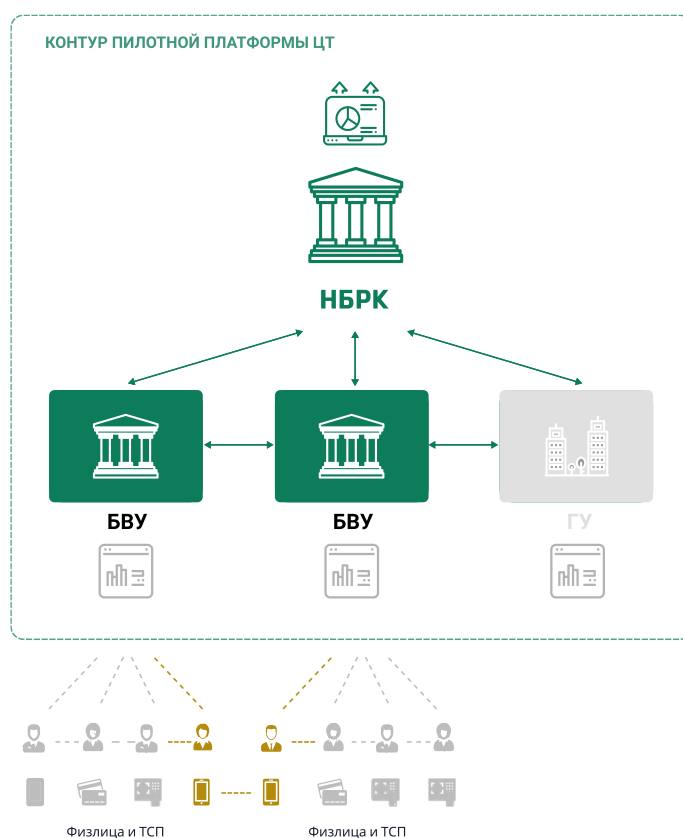 КОНТУР ПИЛОТНОЙ ПЛАТФОРМЫ ЦТ
НБРК
БВУ БВУ ГУ
Физлица и ТСП Физлица и ТСП